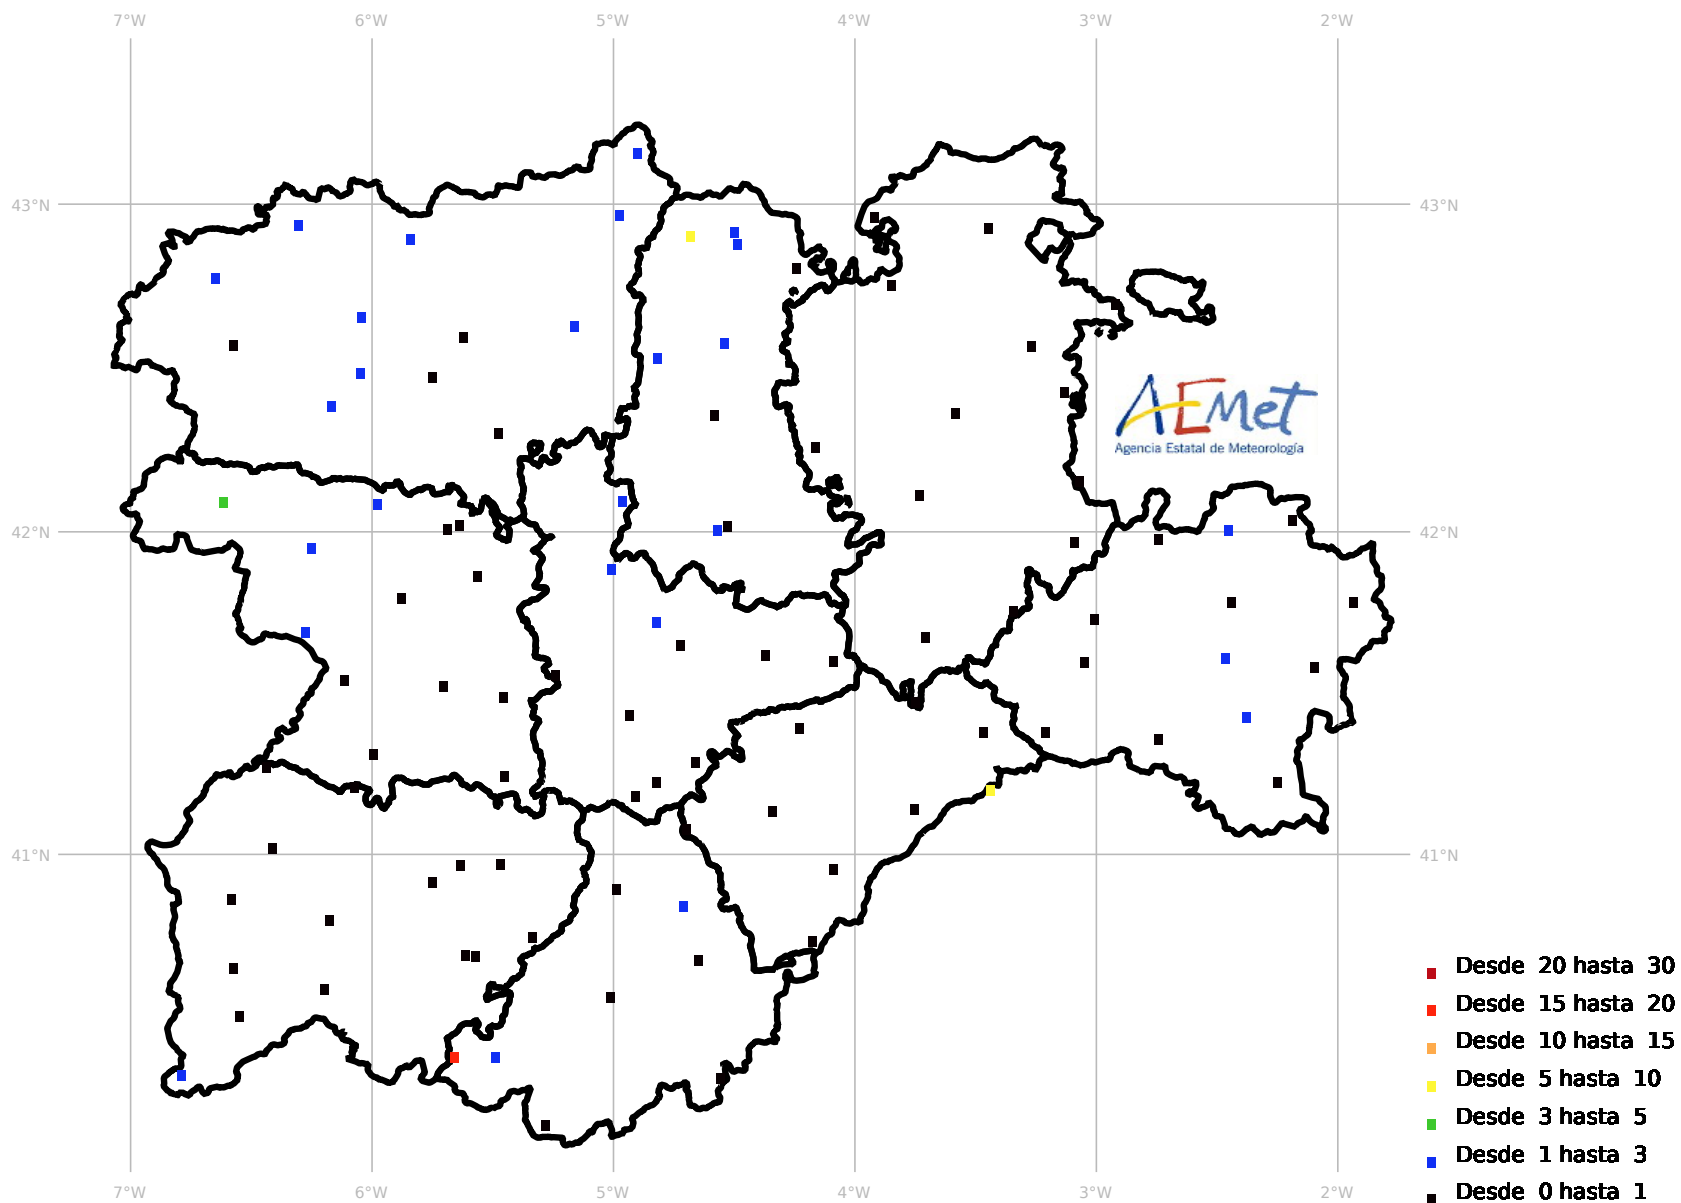 7°W 6°W 5°W 4°W 3°W 2°W
43°N 43°N
AEMet
Agencia Estatal de Meteorología
42°N 42°N
41°N 41°N
Desde 20 hasta 30
Desde 15 hasta 20
Desde 10 hasta 15
Desde 5 hasta 10
Desde 3 hasta 5
Desde 1 hasta 3
Desde 0 hasta 1
7°W 6°W 5°W 4°W 3°W 2°W